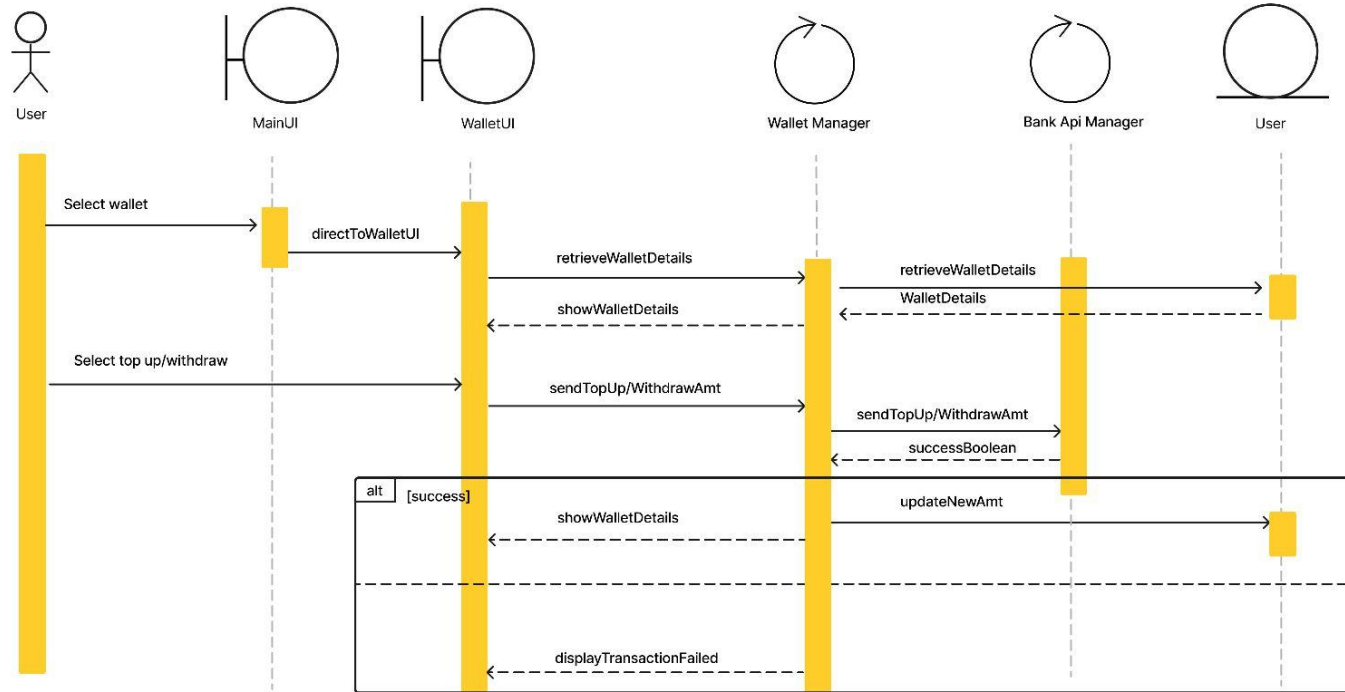 User
MainUI
WalletUI
Wallet Manager
Bank Api Manager
User
Select wallet
directToWalletUI
retrieveWalletDetails
retrieveWalletDetails
WalletDetails
showWalletDetails
Select top up/withdraw
sendTopUp/WithdrawAmt
sendTopUp/WithdrawAmt
successBoolean
alt
[success]
updateNewAmt
showWalletDetails
displayTransactionFailed